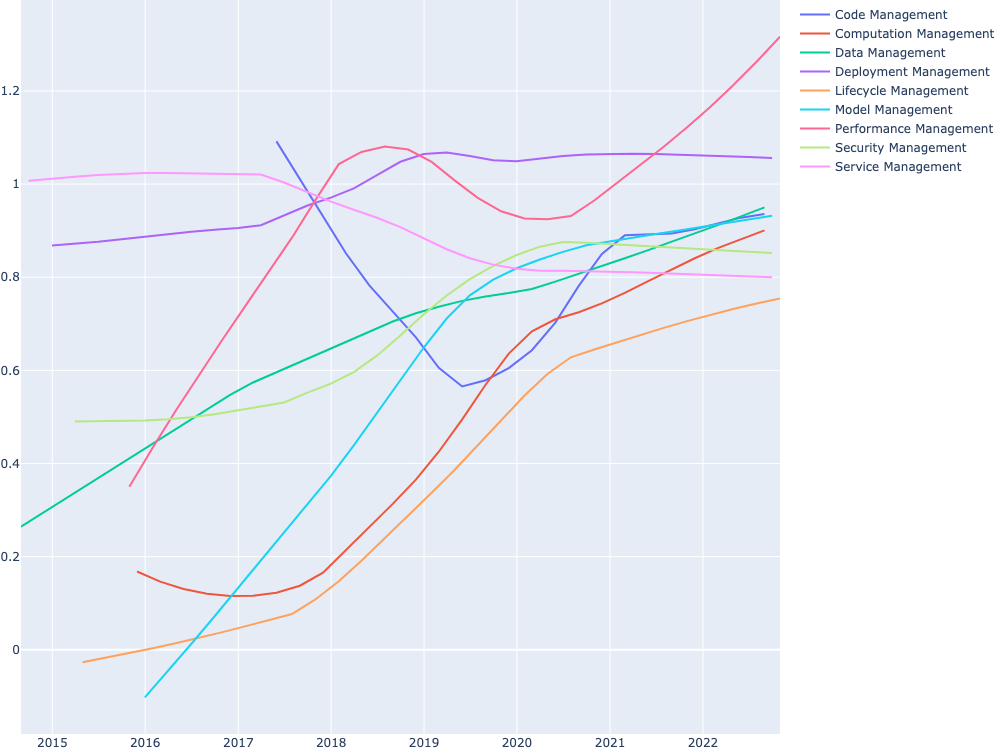 Code Management
Computation Management
Data Management
Deployment Management
Lifecycle Management
Model Management
Performance Management
Security Management
Service Management
1.2
1
0.8
0.6
0.4
0.2
0
2015 2016 2017 2018 2019 2020 2021 2022